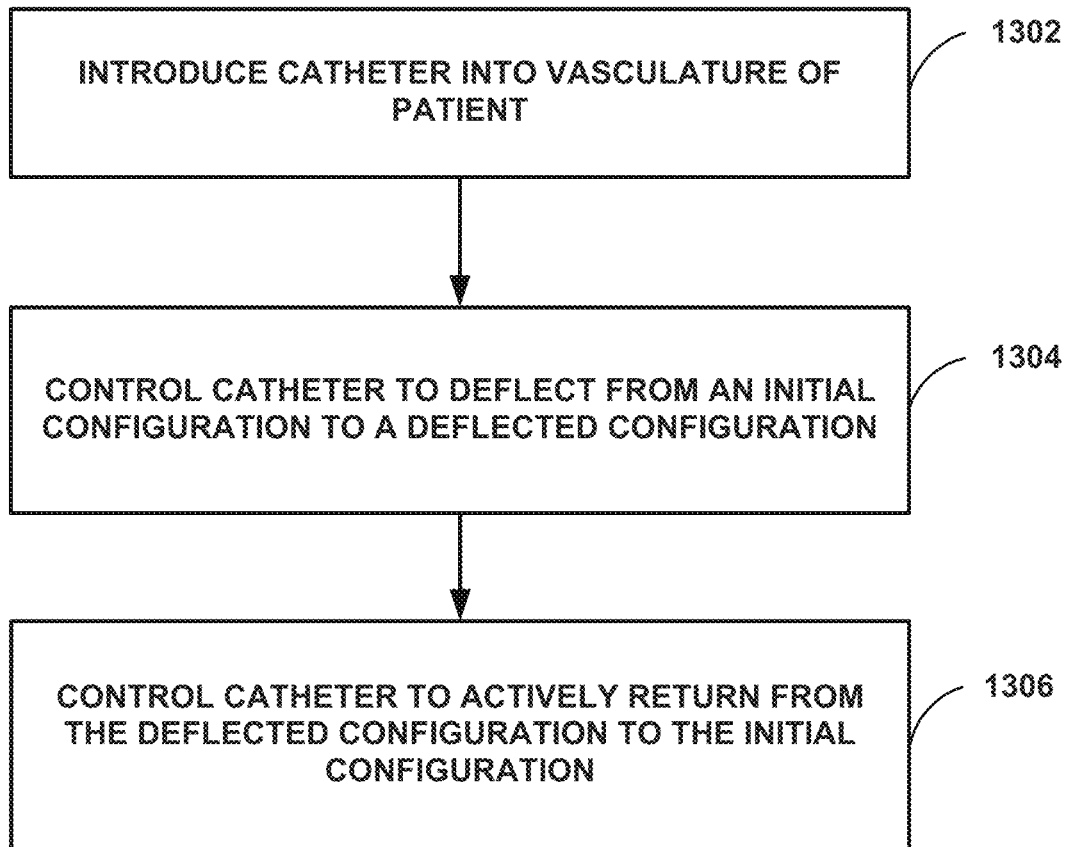 INTRODUCE CATHETER INTO VASCULATURE OF
PATIENT
1302
CONTROL CATHETER TO DEFLECT FROM AN INITIAL
CONFIGURATION TO A DEFLECTED CONFIGURATION
1304
CONTROL CATHETER TO ACTIVELY RETURN FROM
THE DEFLECTED CONFIGURATION TO THE INITIAL
CONFIGURATION
1306